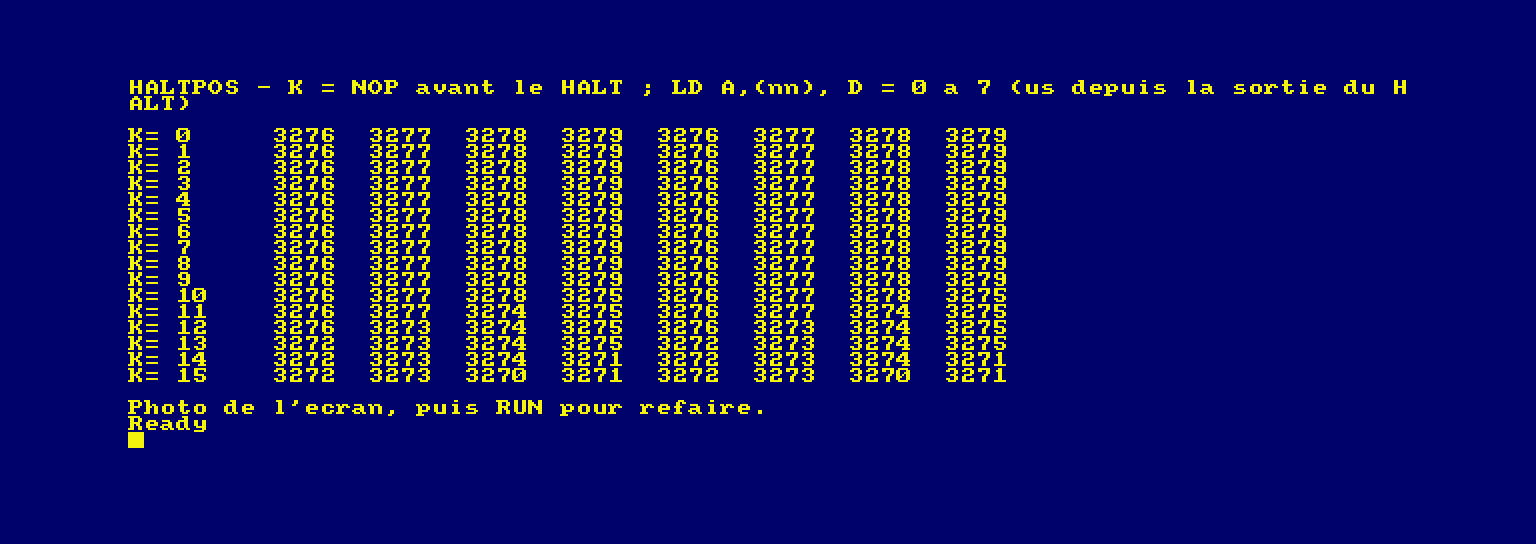 HALTPOS - K = NOP avant le HALT ; LD A,(nn), D = 0 a 7 (us depuis la sortie du H
ALT)
K= 0 3276 3277 3278 3279 3276 3277 3278 3279
K= 1 3276 3277 3278 3279 3276 3277 3278 3279
K= 2 3276 3277 3278 3279 3276 3277 3278 3279
K= 3 3276 3277 3278 3279 3276 3277 3278 3279
K= 4 3276 3277 3278 3279 3276 3277 3278 3279
K= 5 3276 3277 3278 3279 3276 3277 3278 3279
K= 6 3276 3277 3278 3279 3276 3277 3278 3279
K= 7 3276 3277 3278 3279 3276 3277 3278 3279
K= 8 3276 3277 3278 3279 3276 3277 3278 3279
K= 9 3276 3277 3278 3279 3276 3277 3278 3279
K= 10 3276 3277 3278 3275 3276 3277 3278 3275
K= 11 3276 3277 3274 3275 3276 3277 3274 3275
K= 12 3276 3273 3274 3275 3276 3273 3274 3275
K= 13 3272 3273 3274 3275 3272 3273 3274 3275
K= 14 3272 3273 3274 3271 3272 3273 3274 3271
K= 15 3272 3273 3270 3271 3272 3273 3270 3271
Photo de l'ecran, puis RUN pour refaire.
Ready